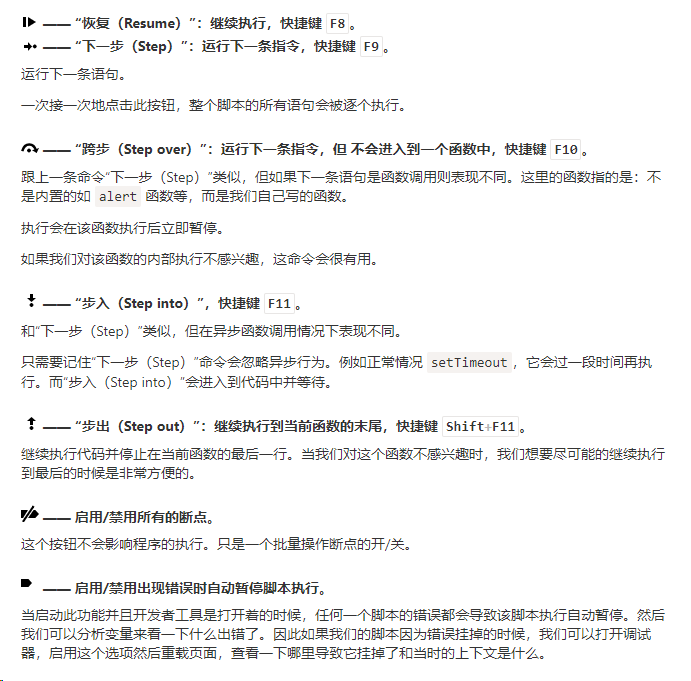 —— “恢复（Resume）”：继续执行，快捷键 F8。
—— “下一步（Step）”：运行下一条指令，快捷键 F9。
运行下一条语句。
一次接一次地点击此按钮，整个脚本的所有语句会被逐个执行。
—— “跨步（Step over）”：运行下一条指令，但 不会进入到一个函数中，快捷键 F10。
跟上一条命令“下一步（Step）”类似，但如果下一条语句是函数调用则表现不同。这里的函数指的是：不
是内置的如 alert 函数等，而是我们自己写的函数。
执行会在该函数执行后立即暂停。
如果我们对该函数的内部执行不感兴趣，这命令会很有用。
—— “步入（Step into）”，快捷键 F11。
和“下一步（Step）”类似，但在异步函数调用情况下表现不同。
只需要记住“下一步（Step）”命令会忽略异步行为。例如正常情况 setTimeout，它会过一段时间再执
行。而“步入（Step into）”会进入到代码中并等待。
—— “步出（Step out）”：继续执行到当前函数的末尾，快捷键 Shift+F11。
继续执行代码并停止在当前函数的最后一行。当我们对这个函数不感兴趣时，我们想要尽可能的继续执行
到最后的时候是非常方便的。
—— 启用/禁用所有的断点。
这个按钮不会影响程序的执行。只是一个批量操作断点的开/关。
—— 启用/禁用出现错误时自动暂停脚本执行。
当启动此功能并且开发者工具是打开着的时候，任何一个脚本的错误都会导致该脚本执行自动暂停。然后
我们可以分析变量来看一下什么出错了。因此如果我们的脚本因为错误挂掉的时候，我们可以打开调试
器，启用这个选项然后重载页面，查看一下哪里导致它挂掉了和当时的上下文是什么。